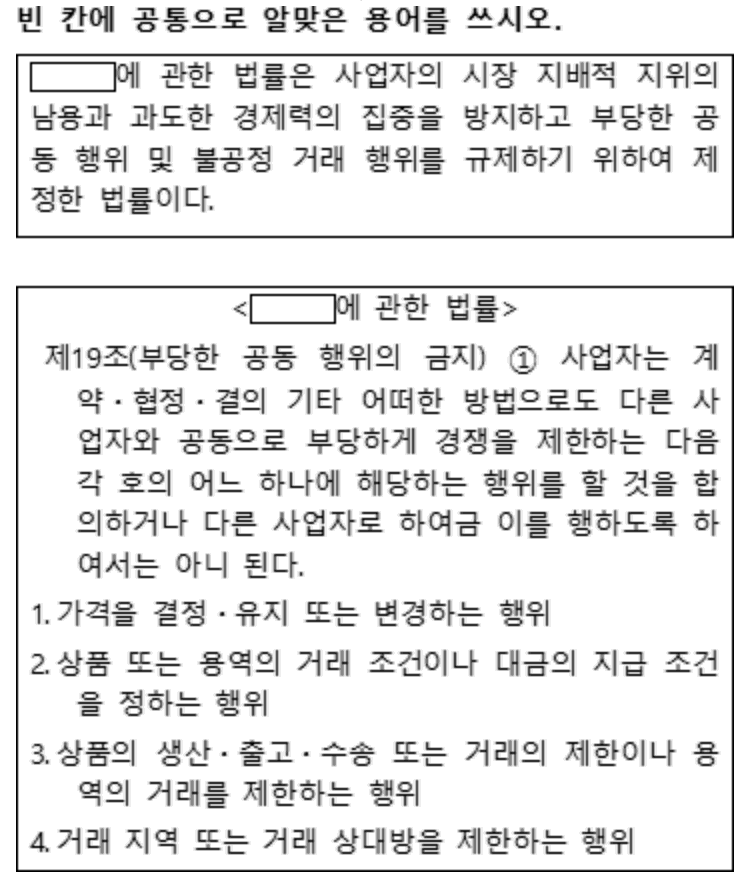 빈 칸에 공통으로 알맞은 용어를 쓰시오.
에 관한 법률은 사업자의 시장 지배적 지위의
남용과 과도한 경제력의 집중을 방지하고 부당한 공
동 행위 및 불공정 거래 행위를 규제하기 위하여 제
정한 법률이다.
< 에 관한 법률>
제19조(부당한 공동 행위의 금지) ① 사업자는 계
약·협정·결의 기타 어떠한 방법으로도 다른 사
업자와 공동으로 부당하게 경쟁을 제한하는 다음
각 호의 어느 하나에 해당하는 행위를 할 것을 합
의하거나 다른 사업자로 하여금 이를 행하도록 하
여서는 아니 된다.
1. 가격을 결정·유지 또는 변경하는 행위
2. 상품 또는 용역의 거래 조건이나 대금의 지급 조건
을 정하는 행위
3. 상품의 생산·출고·수송 또는 거래의 제한이나 용
역의 거래를 제한하는 행위
4. 거래 지역 또는 거래 상대방을 제한하는 행위